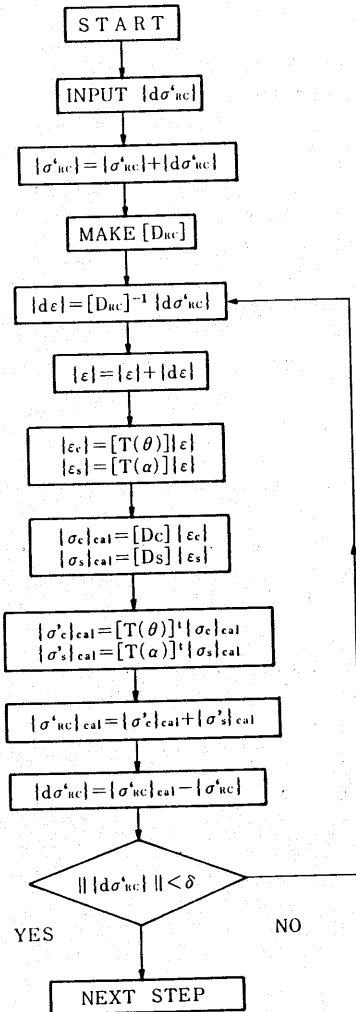 START
INPUT {dσ'RC}
{σ'RC}={σ'RC}+{dσ'RC}
MAKE [DRC]
{dε}=[DRC]⁻¹ {dσ'RC}
{ε}={ε}+{dε}
{εc}=[T(θ)]{ε}
{εs}=[T(α)]{ε}
{σc}cal=[Dc] {εc}
{σs}cal=[Ds] {εs}
{σ'c}cal=[T(θ)]ᵗ{σc}cal
{σ's}cal=[T(α)]ᵗ{σs}cal
{σ'RC}cal={σ'c}cal+{σ's}cal
{dσ'RC}={σ'RC}cal−{σ'RC}
||{dσ'RC}||<δ
YES
NO
NEXT STEP